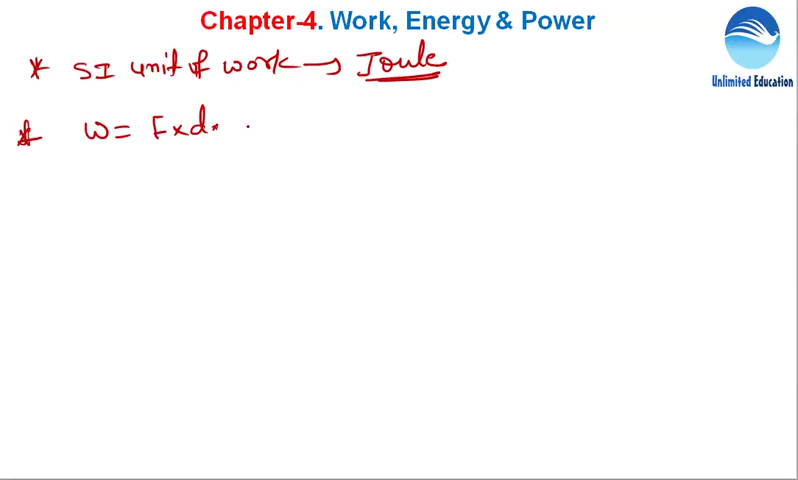 Chapter-4. Work, Energy & Power
* SI unit of work → Joule
Unlimited Education
* W = F×d.